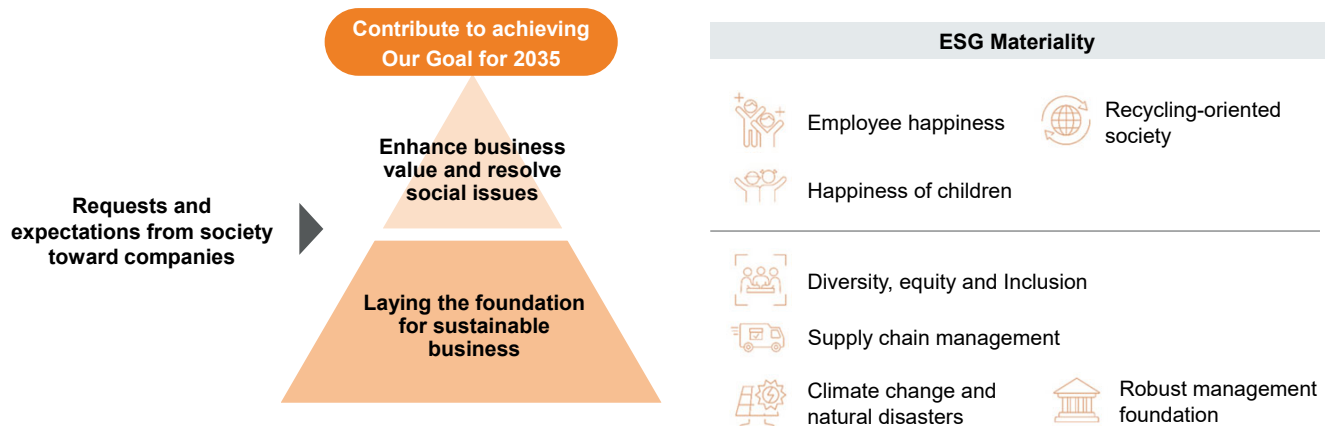 Contribute to achieving
Our Goal for 2035
Enhance business
value and resolve
social issues
Requests and
expectations from society
toward companies
Laying the foundation
for sustainable
business
ESG Materiality
Employee happiness
Recycling-oriented
society
Happiness of children
Diversity, equity and Inclusion
Supply chain management
Climate change and
natural disasters
Robust management
foundation